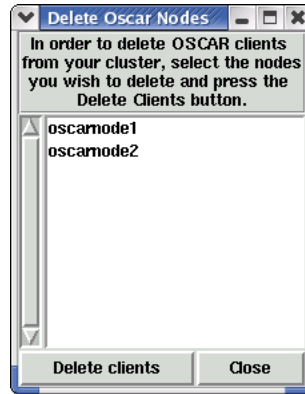 Delete Oscar Nodes
In order to delete OSCAR clients
from your cluster, select the nodes
you wish to delete and press the
Delete Clients button.
oscarnode1
oscarnode2
Delete clients
Close